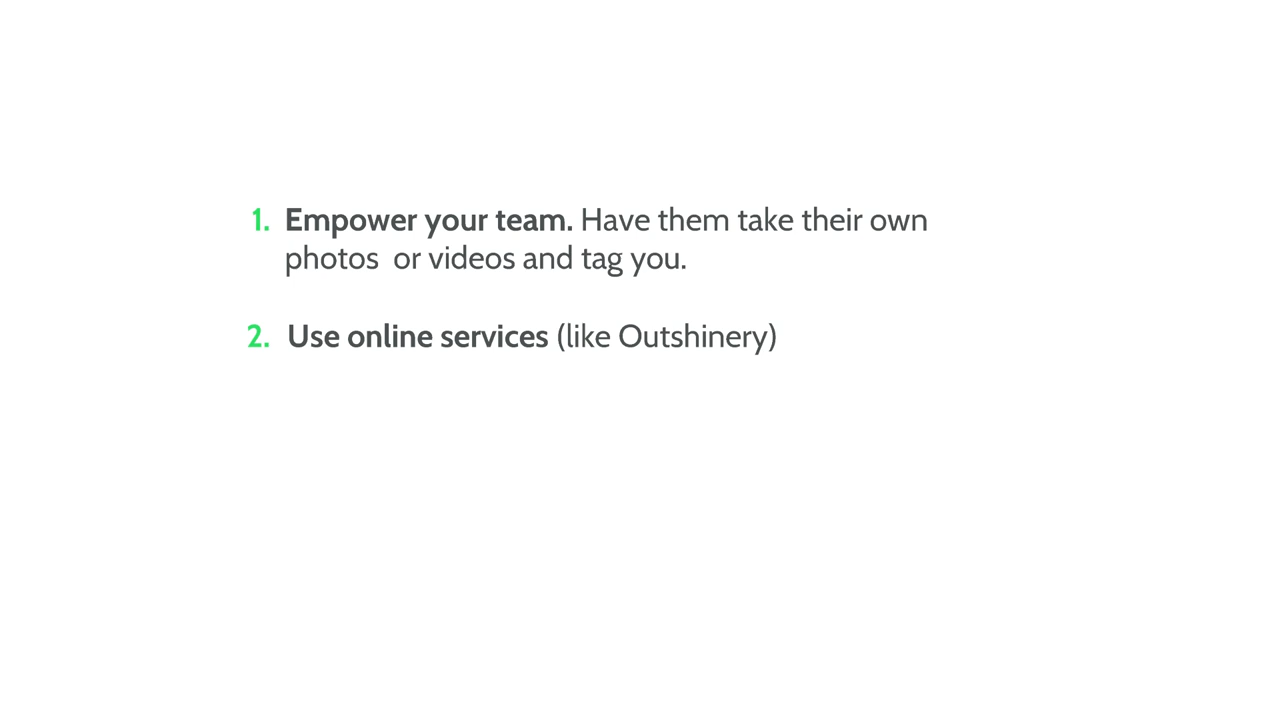 1. Empower your team. Have them take their own
photos  or videos and tag you.
2. Use online services (like Outshinery)